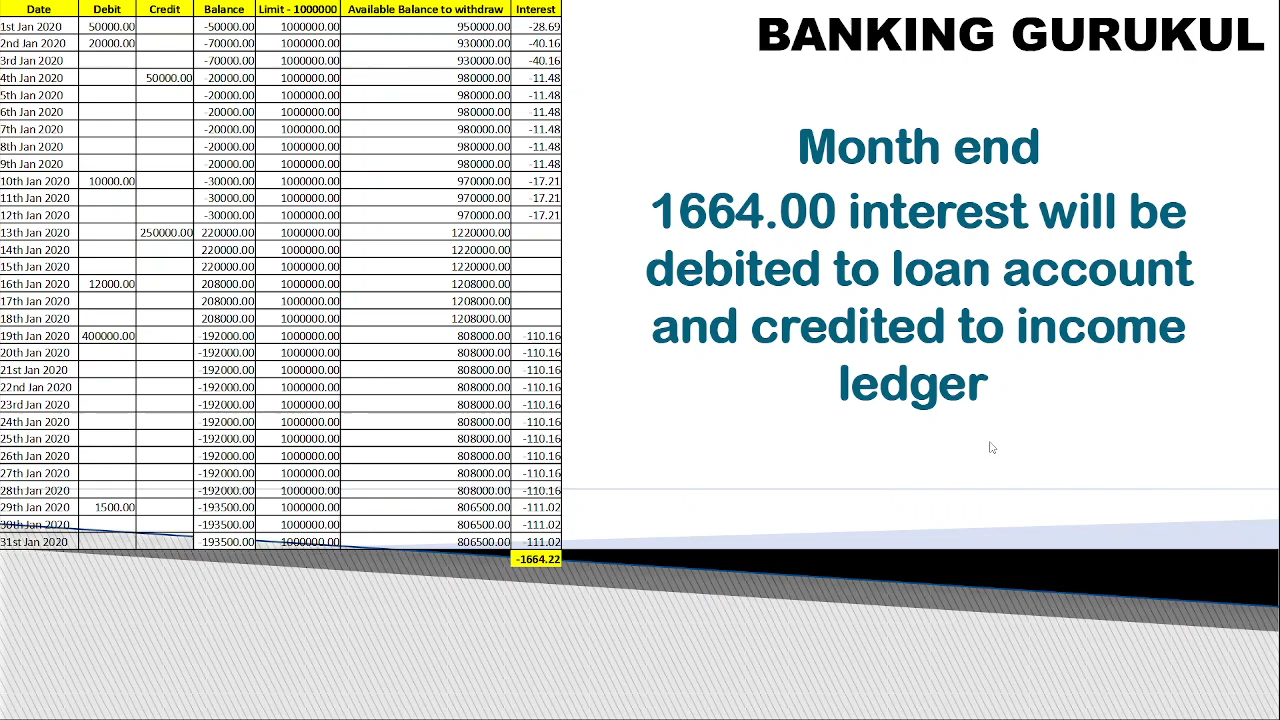 Date Debit Credit Balance Limit - 1000000 Available Balance to withdraw Interest
1st Jan 2020 50000.00 -50000.00 1000000.00 950000.00 -28.69
2nd Jan 2020 20000.00 -70000.00 1000000.00 930000.00 -40.16
3rd Jan 2020 -70000.00 1000000.00 930000.00 -40.16
4th Jan 2020 50000.00 -20000.00 1000000.00 980000.00 -11.48
5th Jan 2020 -20000.00 1000000.00 980000.00 -11.48
6th Jan 2020 -20000.00 1000000.00 980000.00 -11.48
7th Jan 2020 -20000.00 1000000.00 980000.00 -11.48
8th Jan 2020 -20000.00 1000000.00 980000.00 -11.48
9th Jan 2020 -20000.00 1000000.00 980000.00 -11.48
10th Jan 2020 10000.00 -30000.00 1000000.00 970000.00 -17.21
11th Jan 2020 -30000.00 1000000.00 970000.00 -17.21
12th Jan 2020 -30000.00 1000000.00 970000.00 -17.21
13th Jan 2020 250000.00 220000.00 1000000.00 1220000.00
14th Jan 2020 220000.00 1000000.00 1220000.00
15th Jan 2020 220000.00 1000000.00 1220000.00
16th Jan 2020 12000.00 208000.00 1000000.00 1208000.00
17th Jan 2020 208000.00 1000000.00 1208000.00
18th Jan 2020 208000.00 1000000.00 1208000.00
19th Jan 2020 400000.00 -192000.00 1000000.00 808000.00 -110.16
20th Jan 2020 -192000.00 1000000.00 808000.00 -110.16
21st Jan 2020 -192000.00 1000000.00 808000.00 -110.16
22nd Jan 2020 -192000.00 1000000.00 808000.00 -110.16
23rd Jan 2020 -192000.00 1000000.00 808000.00 -110.16
24th Jan 2020 -192000.00 1000000.00 808000.00 -110.16
25th Jan 2020 -192000.00 1000000.00 808000.00 -110.16
26th Jan 2020 -192000.00 1000000.00 808000.00 -110.16
27th Jan 2020 -192000.00 1000000.00 808000.00 -110.16
28th Jan 2020 -192000.00 1000000.00 808000.00 -110.16
29th Jan 2020 1500.00 -193500.00 1000000.00 806500.00 -111.02
30th Jan 2020 -193500.00 1000000.00 806500.00 -111.02
31st Jan 2020 -193500.00 1000000.00 806500.00 -111.02
-1664.22
BANKING GURUKUL
Month end
1664.00 interest will be
debited to loan account
and credited to income
ledger